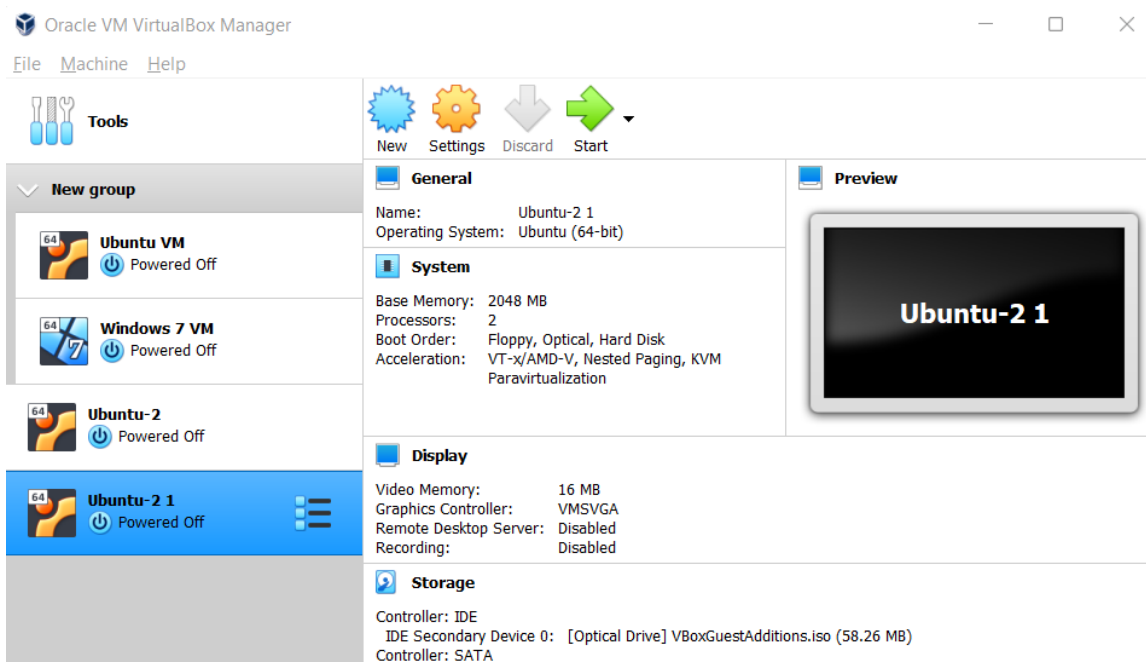 Oracle VM VirtualBox Manager
File Machine Help
Tools
New Settings Discard Start
New group
64
Ubuntu VM
Powered Off
64
7
Windows 7 VM
Powered Off
64
Ubuntu-2
Powered Off
64
Ubuntu-2 1
Powered Off
General
Name: Ubuntu-2 1
Operating System: Ubuntu (64-bit)
System
Base Memory: 2048 MB
Processors: 2
Boot Order: Floppy, Optical, Hard Disk
Acceleration: VT-x/AMD-V, Nested Paging, KVM
Paravirtualization
Preview
Ubuntu-2 1
Display
Video Memory: 16 MB
Graphics Controller: VMSVGA
Remote Desktop Server: Disabled
Recording: Disabled
Storage
Controller: IDE
IDE Secondary Device 0: [Optical Drive] VBoxGuestAdditions.iso (58.26 MB)
Controller: SATA